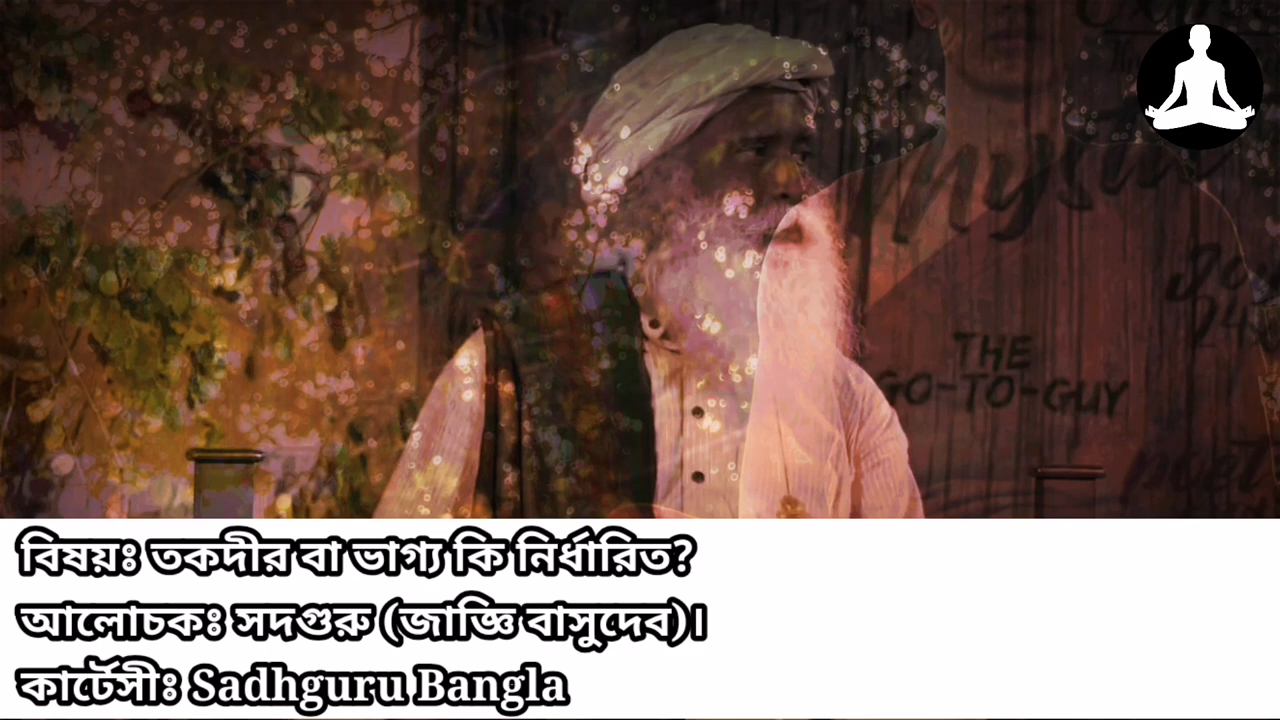 THE
GO-TO-GUY
বিষয়ঃ তকদীর বা ভাগ্য কি নির্ধারিত?
আলোচকঃ সদগুরু (জাজ্ঞি বাসুদেব)।
কার্টেসীঃ Sadhguru Bangla